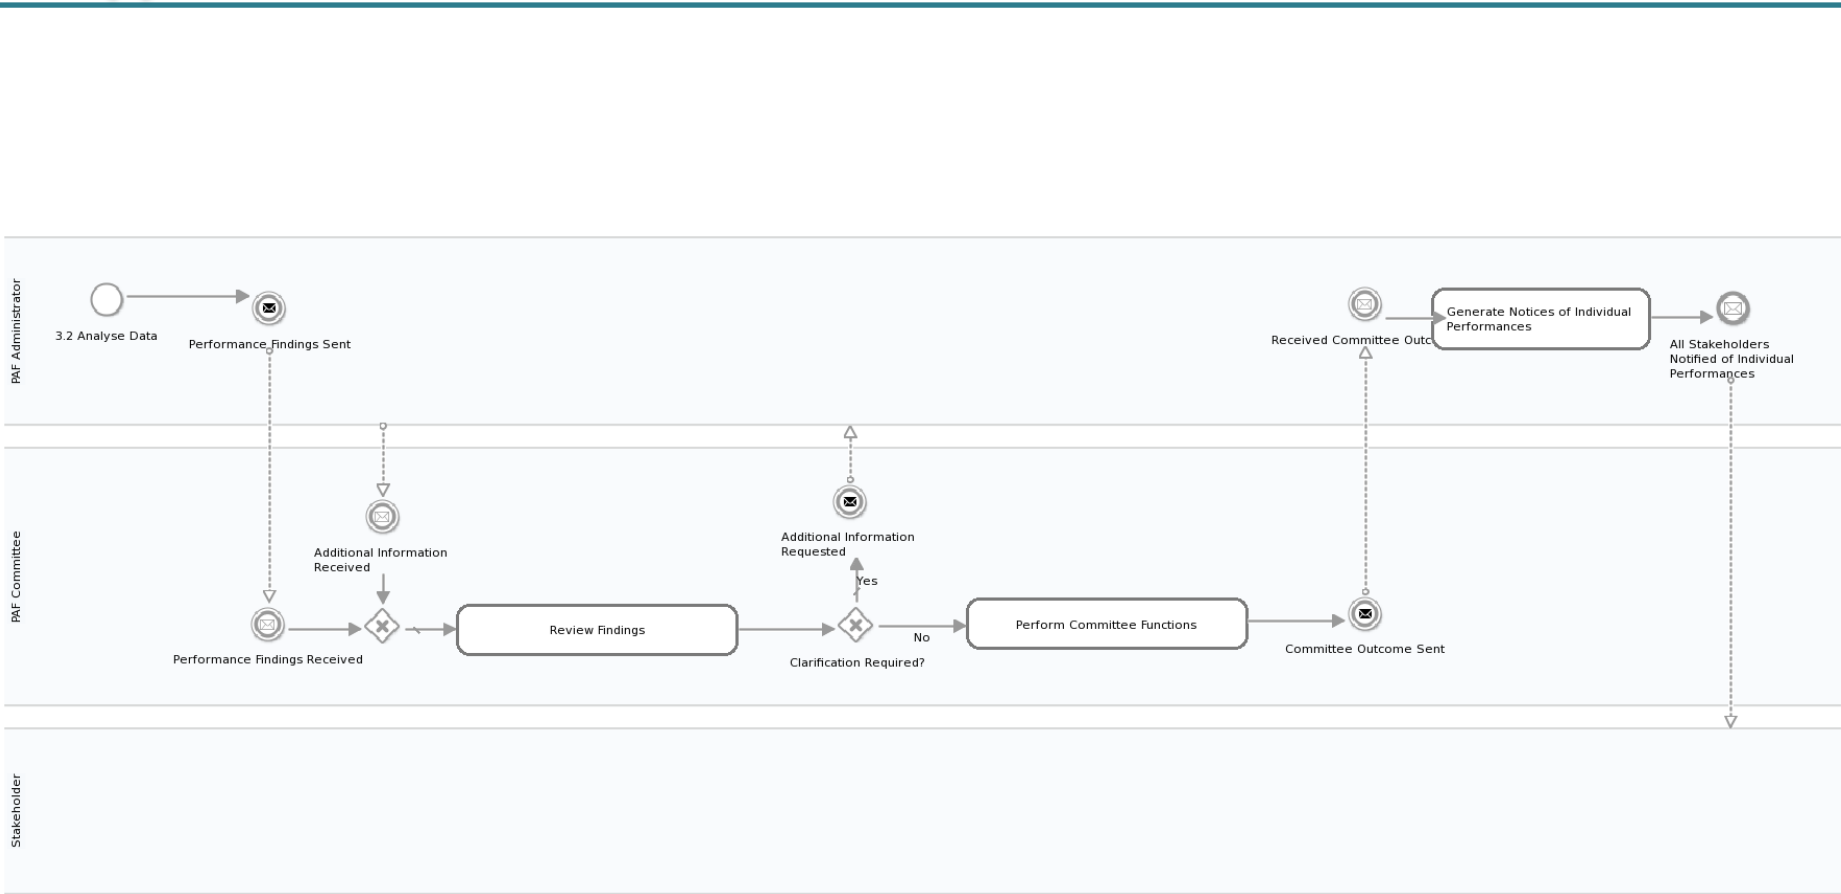 PAF Administrator
3.2 Analyse Data
Performance Findings Sent
Received Committee Outc
Generate Notices of Individual
Performances
All Stakeholders
Notified of Individual
Performances
PAF Committee
Additional Information
Received
Performance Findings Received
Review Findings
Additional Information
Requested
Yes
No
Clarification Required?
Perform Committee Functions
Committee Outcome Sent
Stakeholder